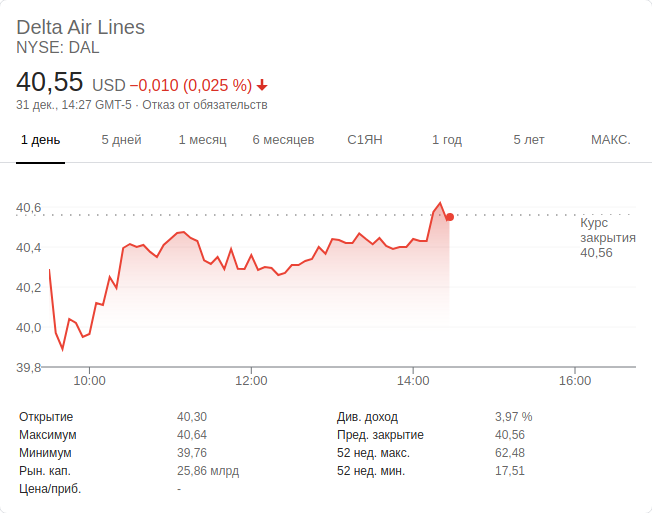 Delta Air Lines
NYSE: DAL
40,55 USD −0,010 (0,025 %)
31 дек., 14:27 GMT-5 · Отказ от обязательств
1 день 5 дней 1 месяц 6 месяцев С1ЯН 1 год 5 лет МАКС.
40,6
40,4
40,2
40,0
39,8
Курс
закрытия
40,56
10:00 12:00 14:00 16:00
Открытие 40,30 Див. доход 3,97 %
Максимум 40,64 Пред. закрытие 40,56
Минимум 39,76 52 нед. макс. 62,48
Рын. кап. 25,86 млрд 52 нед. мин. 17,51
Цена/приб. -